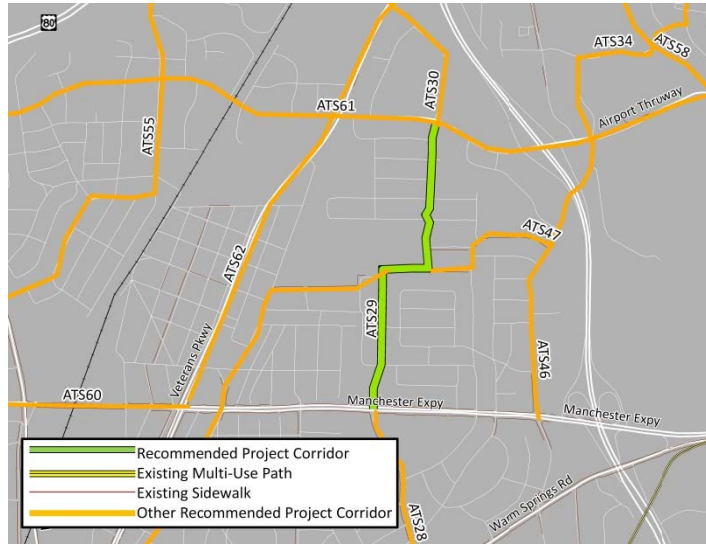 80
ATS34
ATS58
ATS30
ATS61
Airport Thruway
ATS55
ATS47
ATS62
ATS29
ATS46
Veterans Pkwy
ATS60
Manchester Expy
Manchester Expy
Recommended Project Corridor
Existing Multi-Use Path
Existing Sidewalk
Other Recommended Project Corridor
Warm Springs Rd
ATS28